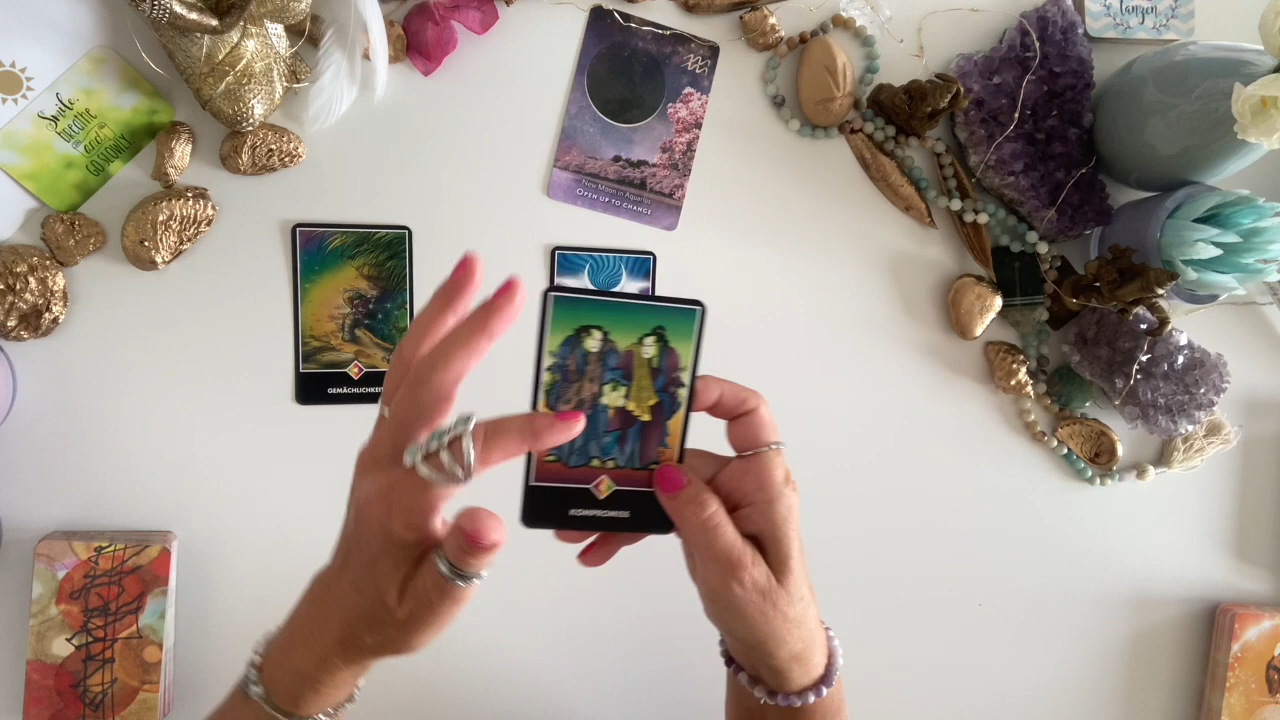 tanzen
Smile,
breathe
and
GO SLOWLY
New Moon in Aquarius
OPEN UP TO CHANGE
GEMÄCHLICHKEIT
KOMPROMISS